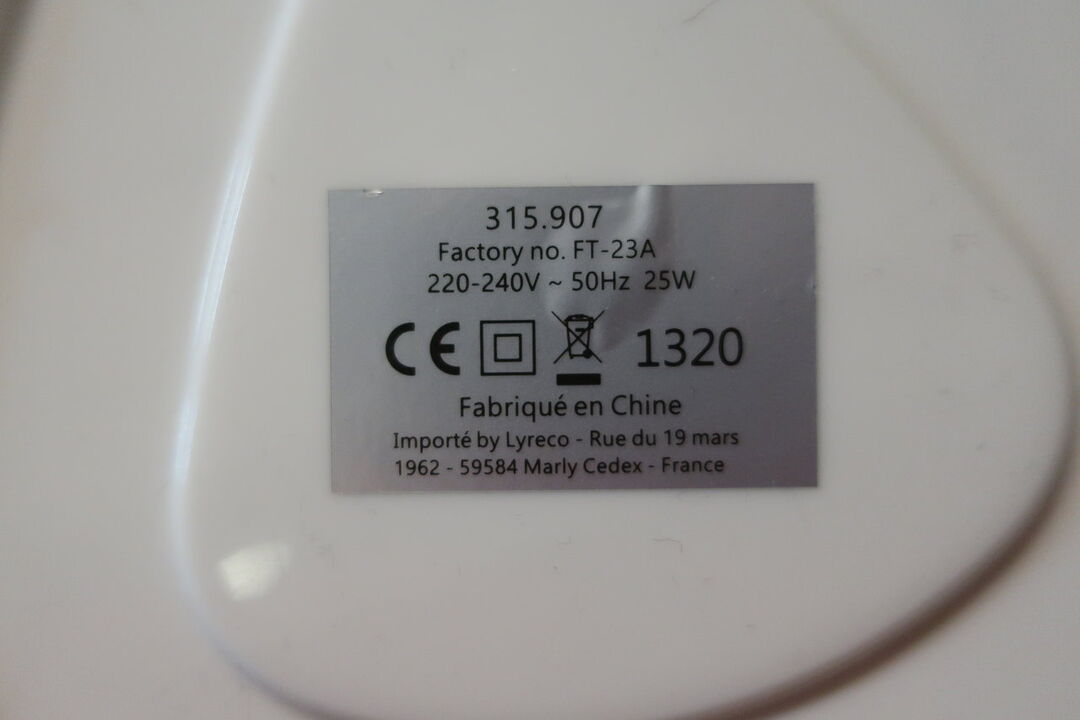 315.907
Factory no. FT-23A
220-240V ~ 50Hz 25W
CE 1320
Fabriqué en Chine
Importé by Lyreco - Rue du 19 mars
1962 - 59584 Marly Cedex - France